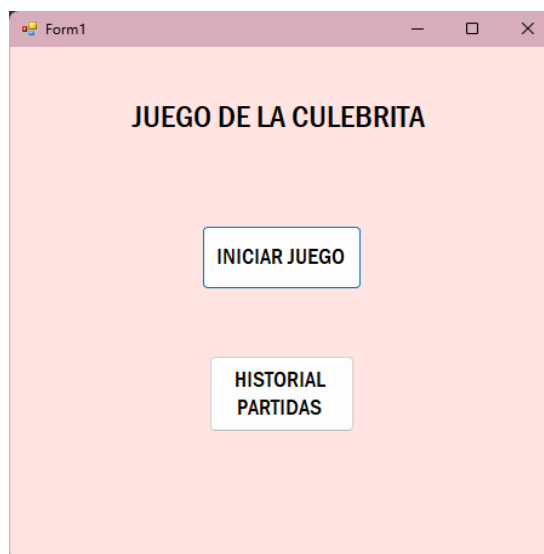 Form1
JUEGO DE LA CULEBRITA
INICIAR JUEGO
HISTORIAL
PARTIDAS